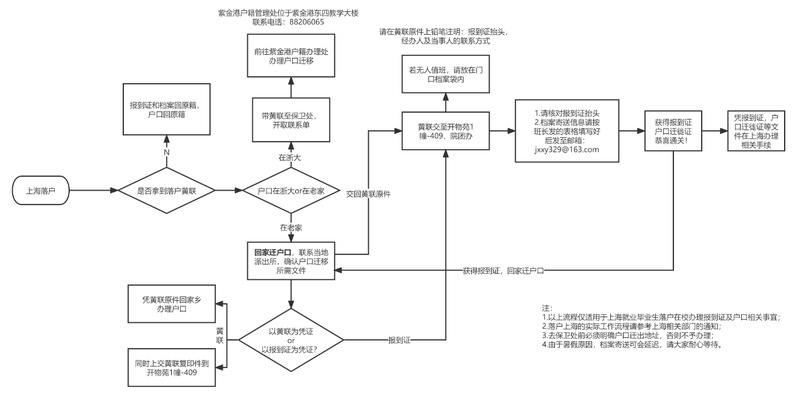 紫金港户籍管理处位于紫金港东四教学大楼
联系电话：88206065
请在黄联原件上铅笔注明：报到证抬头，
经办人及当事人的联系方式
前往紫金港户籍办理处
办理户口迁移
若无人值班，请放在门
口档案袋内
报到证和档案回原籍，
户口回原籍
带黄联至保卫处，
开取联系单
黄联交至开物苑1
幢-409，院团办
1.请核对报到证抬头
2.档案寄送信息请按
班长发的表格填写好
后发至邮箱：
jxxy329@163.com
获得报到证
户口迁徙证
恭喜通关！
凭报到证，户
口迁徙证等文
件在上海办理
相关手续
N
在浙大
上海落户
是否拿到落户黄联
户口在浙大or在老家
交回黄联原件
在老家
回家迁户口，联系当地
派出所，确认户口迁移
所需文件
获得报到证，回家迁户口
凭黄联原件回家乡
办理户口
黄
联
以黄联为凭证
or
以报到证为凭证？
报到证
同时上交黄联复印件到
开物苑1幢-409
注：
1.以上流程仅适用于上海就业毕业生落户在校办理报到证及户口相关事宜；
2.落户上海的实际工作流程请参考上海相关部门的通知；
3.去保卫处前必须明确户口迁出地址，否则不予办理；
4.由于暑假原因，档案寄送可会延迟，请大家耐心等待。